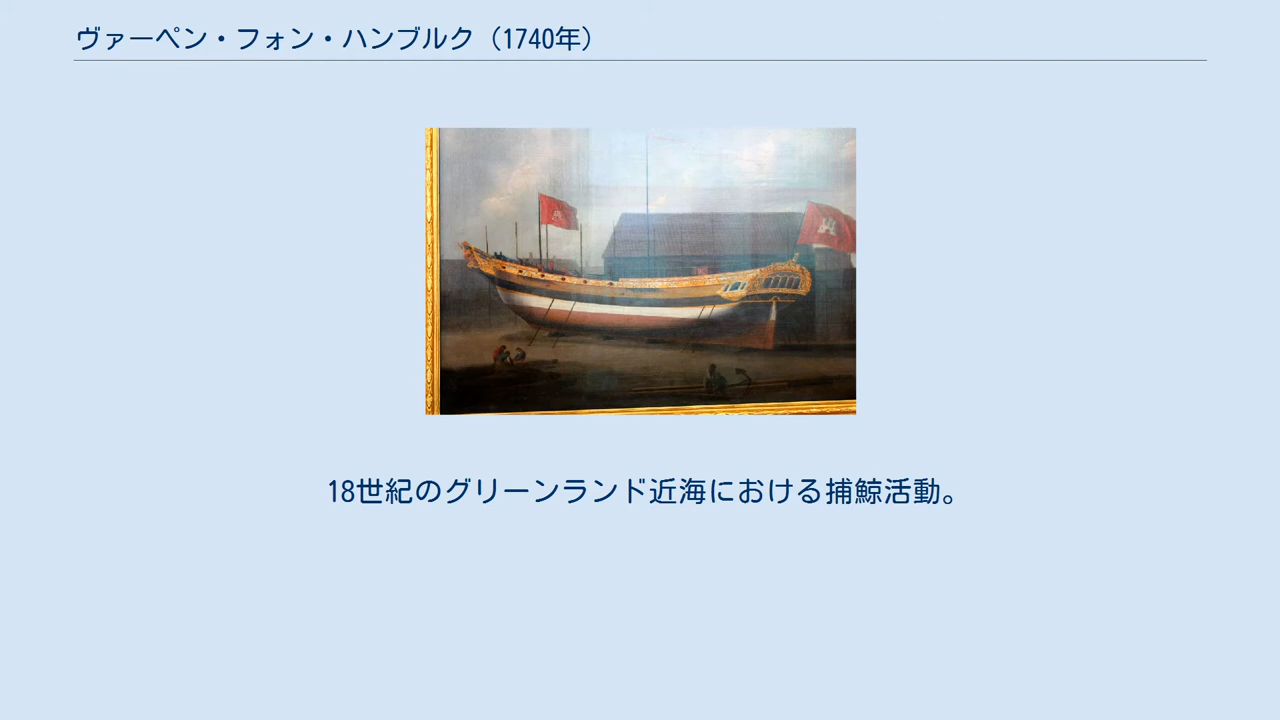 ヴァーペン・フォン・ハンブルク（1740年）
18世紀のグリーンランド近海における捕鯨活動。